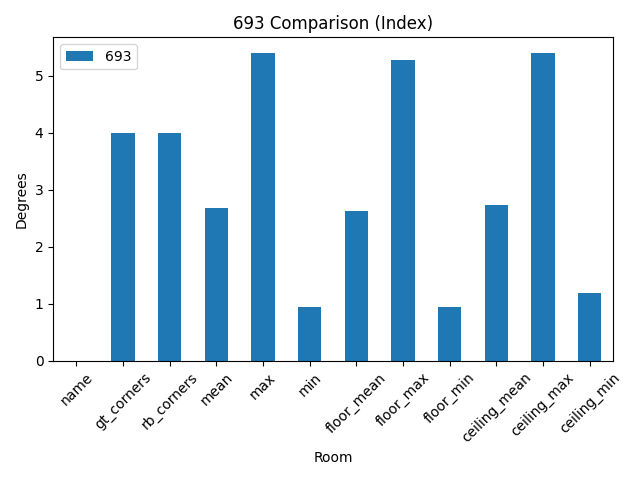 693 Comparison (Index)
693
Degrees
5
4
3
2
1
0
name
gt_corners
rb_corners
mean
max
min
floor_mean
floor_max
floor_min
ceiling_mean
ceiling_max
ceiling_min
Room